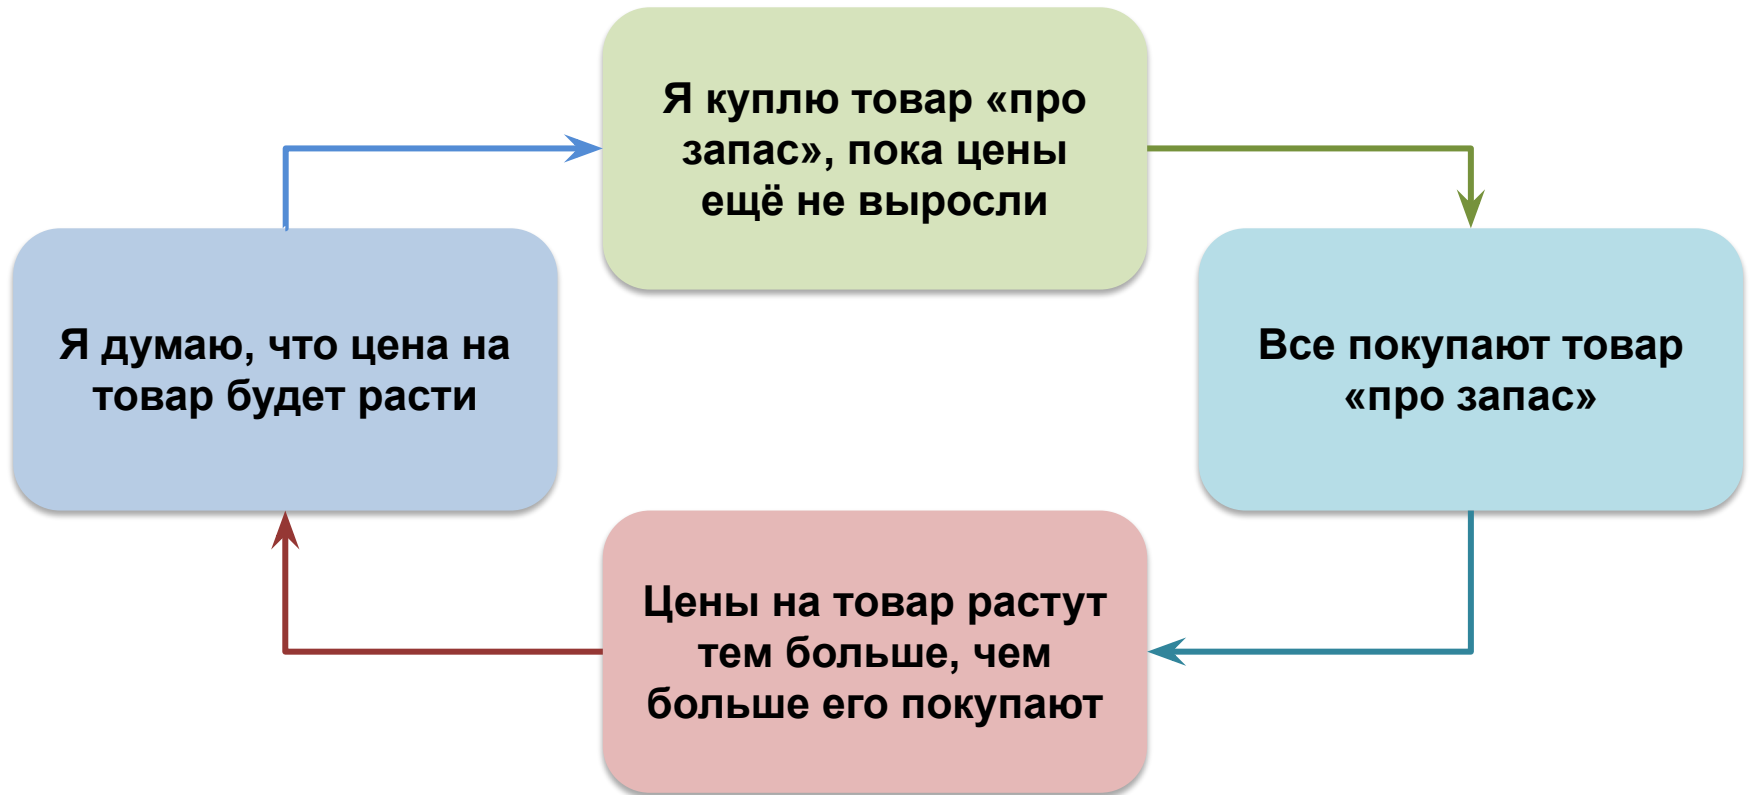 Я куплю товар «про
запас», пока цены
ещё не выросли
Я думаю, что цена на
товар будет расти
Все покупают товар
«про запас»
Цены на товар растут
тем больше, чем
больше его покупают